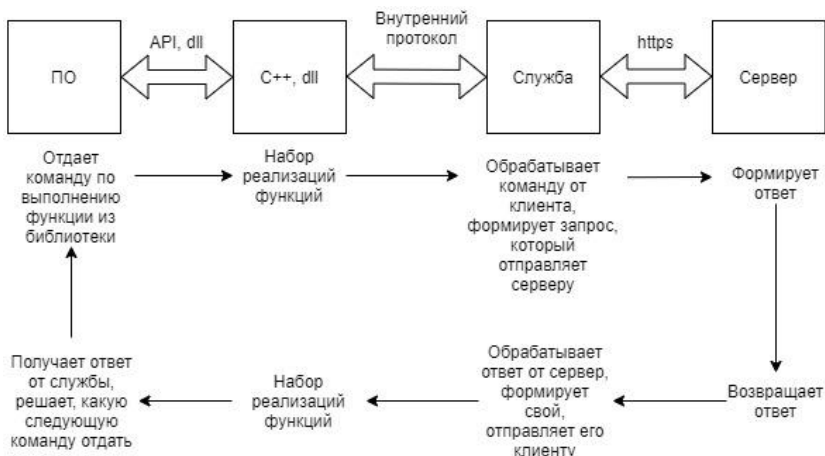 API, dll
Внутренний
протокол
https
ПО
C++, dll
Служба
Сервер
Отдает
команду по
выполнению
функции из
библиотеки
Набор
реализаций
функций
Обрабатывает
команду от
клиента,
формирует запрос,
который
отправляет
серверу
Формирует
ответ
Получает ответ
от службы,
решает, какую
следующую
команду отдать
Набор
реализаций
функций
Обрабатывает
ответ от сервер,
формирует
свой,
отправляет его
клиенту
Возвращает
ответ